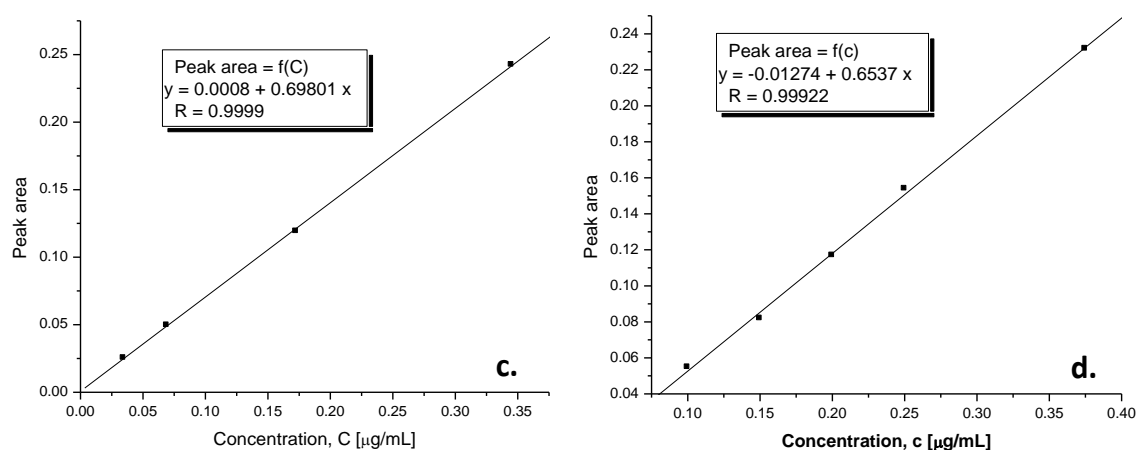 Peak area = f(C)
y = 0.0008 + 0.69801 x
R = 0.9999
0.25
0.20
0.15
0.10
0.05
0.00
Peak area
0.00 0.05 0.10 0.15 0.20 0.25 0.30 0.35
Concentration, C [μg/mL]
c.
Peak area = f(c)
y = -0.01274 + 0.6537 x
R = 0.99922
0.24
0.22
0.20
0.18
0.16
0.14
0.12
0.10
0.08
0.06
0.04
Peak area
0.10 0.15 0.20 0.25 0.30 0.35 0.40
Concentration, c [μg/mL]
d.